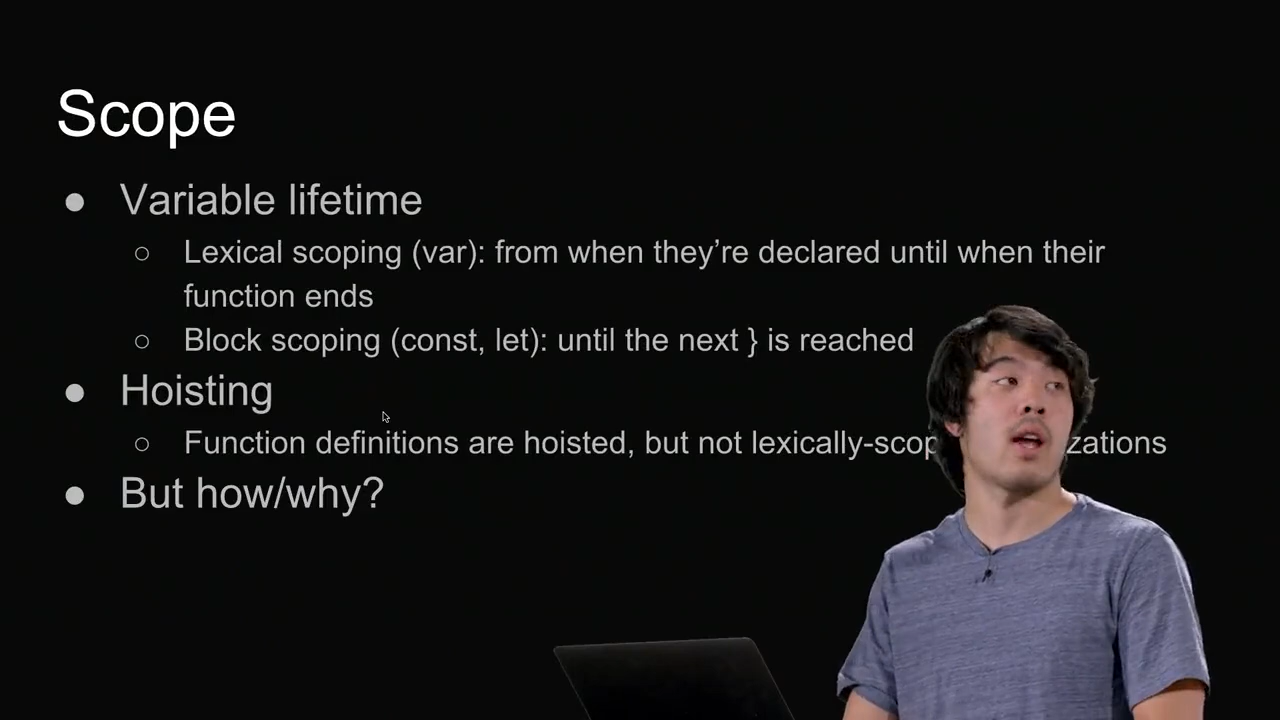 Scope
● Variable lifetime
○ Lexical scoping (var): from when they’re declared until when their
function ends
○ Block scoping (const, let): until the next } is reached
● Hoisting
○ Function definitions are hoisted, but not
● But how/why?